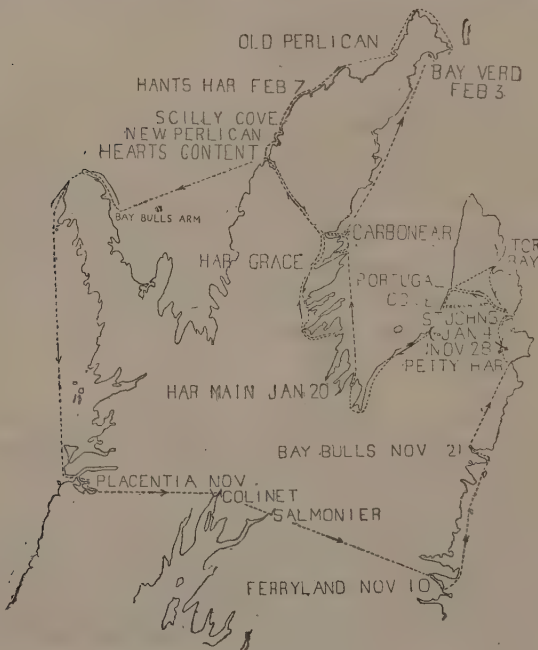 OLD PERLICAN
BAY VERD
FEB 3
HANTS HAR FEB 7
SCILLY COVE
NEW PERLICAN
HEARTS CONTENT
BAY BULLS ARM
CARBONEAR
HAR GRACE
BAY
PORTUGAL
ST JOHNS
JAN 4
NOV 28
PETTY HAR
HAR MAIN JAN 20
BAY BULLS NOV 21
PLACENTIA NOV
COLINET
SALMONIER
FERRYLAND NOV 10